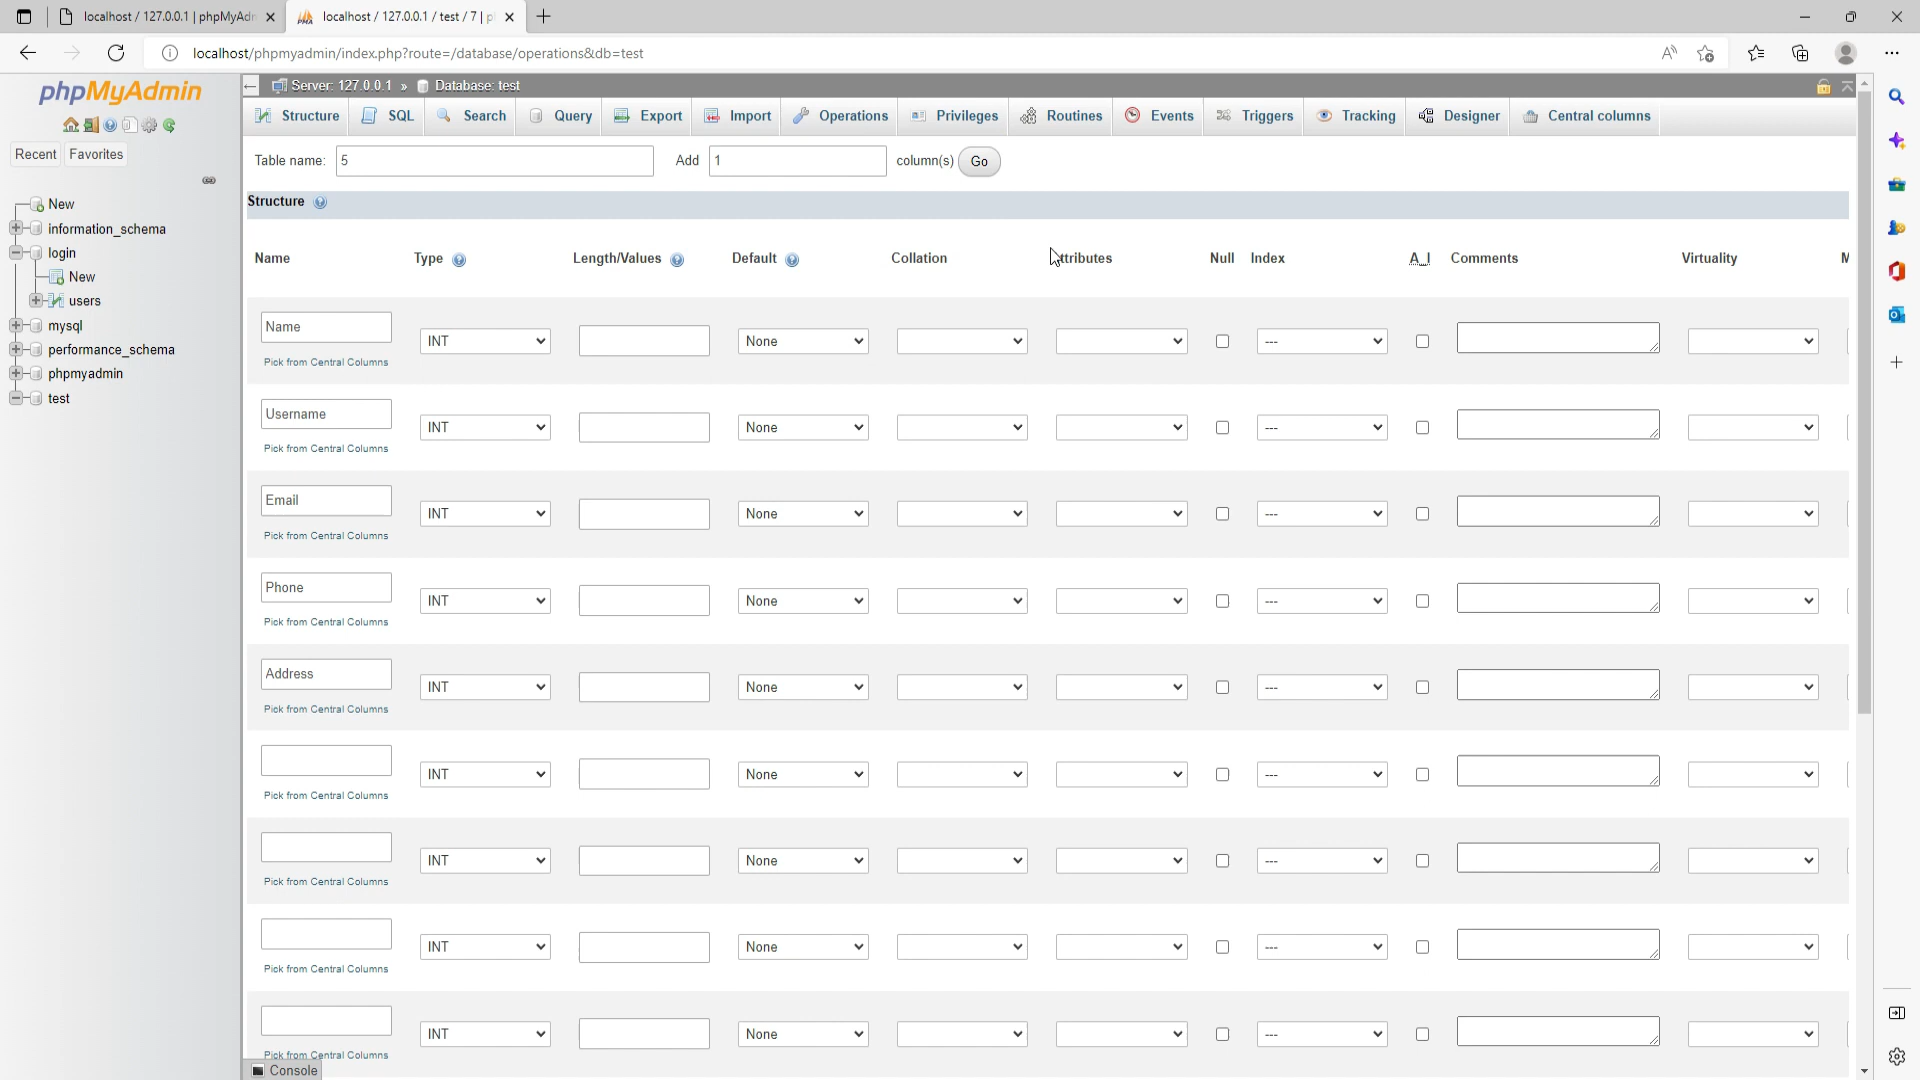 localhost / 127.0.0.1 | phpMyAdr
localhost / 127.0.0.1 / test / 7 | p
localhost/phpmyadmin/index.php?route=/database/operations&db=test
phpMyAdmin
Server: 127.0.0.1 » Database: test
Structure SQL Search Query Export Import Operations Privileges Routines Events Triggers Tracking Designer Central columns
Recent Favorites
Table name: 5 Add 1 column(s) Go
New
information_schema
login
New
users
mysql
performance_schema
phpmyadmin
test
Structure
Name Type Length/Values Default Collation ttributes Null Index A_I Comments Virtuality M
Name INT None ---
Pick from Central Columns
Username INT None ---
Pick from Central Columns
Email INT None ---
Pick from Central Columns
Phone INT None ---
Pick from Central Columns
Address INT None ---
Pick from Central Columns
INT None ---
Pick from Central Columns
INT None ---
Pick from Central Columns
INT None ---
Pick from Central Columns
INT None ---
Pick from Central Columns
Console